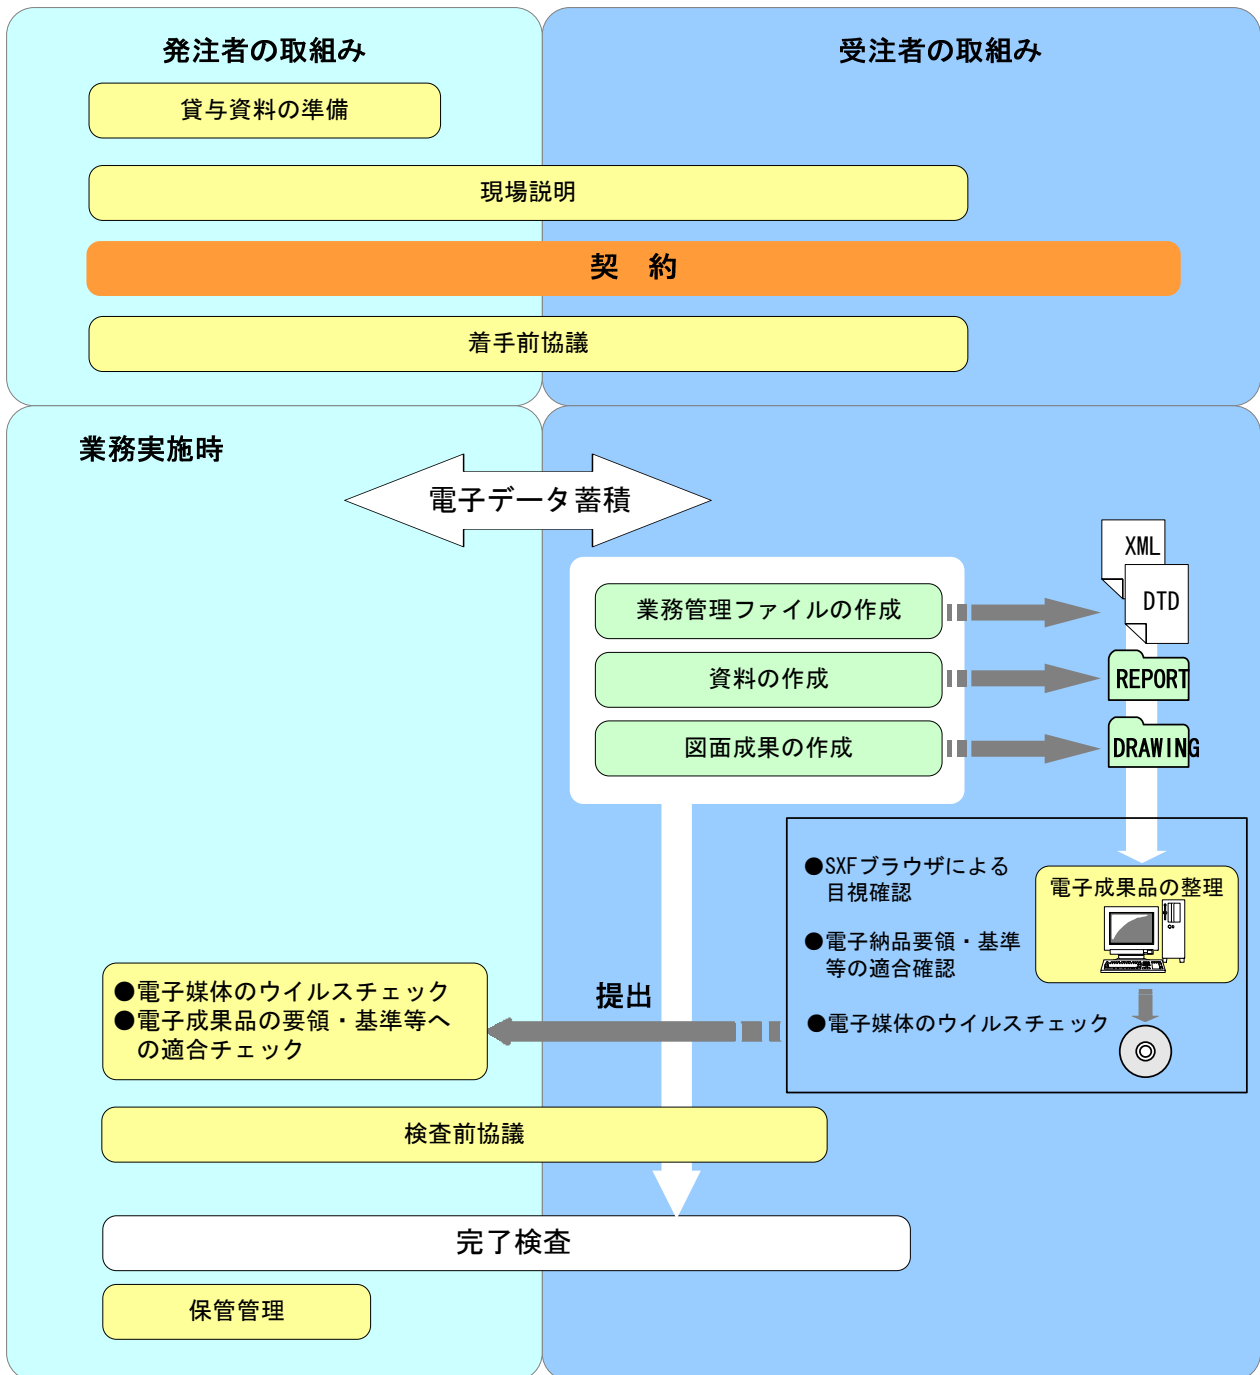 発注者の取組み
受注者の取組み
貸与資料の準備
現場説明
契　約
着手前協議
業務実施時
電子データ蓄積
業務管理ファイルの作成
XML
DTD
資料の作成
REPORT
図面成果の作成
DRAWING
●SXFブラウザによる
目視確認
●電子納品要領・基準
等の適合確認
●電子媒体のウイルスチェック
電子成果品の整理
提出
●電子媒体のウイルスチェック
●電子成果品の要領・基準等へ
の適合チェック
検査前協議
完了検査
保管管理